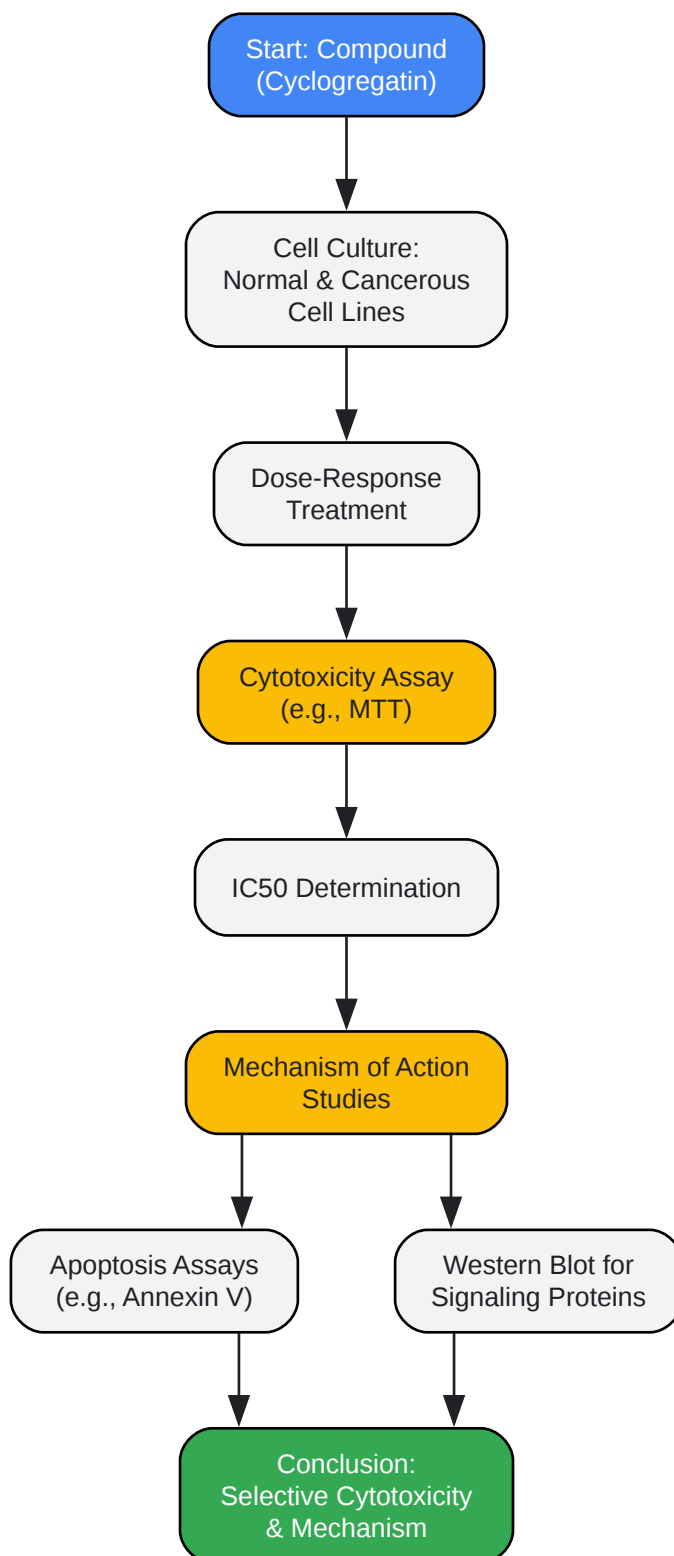 Start: Compound
(Cyclogregatin)
Cell Culture:
Normal & Cancerous
Cell Lines
Dose-Response
Treatment
Cytotoxicity Assay
(e.g., MTT)
IC50 Determination
Mechanism of Action
Studies
Apoptosis Assays
(e.g., Annexin V)
Western Blot for
Signaling Proteins
Conclusion:
Selective Cytotoxicity
& Mechanism